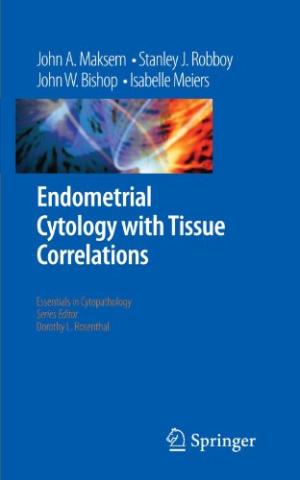 John A. Maksem • Stanley J. Robboy
John W. Bishop • Isabelle Meiers
Endometrial
Cytology with Tissue
Correlations
Essentials in Cytopathology
Series Editor
Dorothy L. Rosenthal
Springer